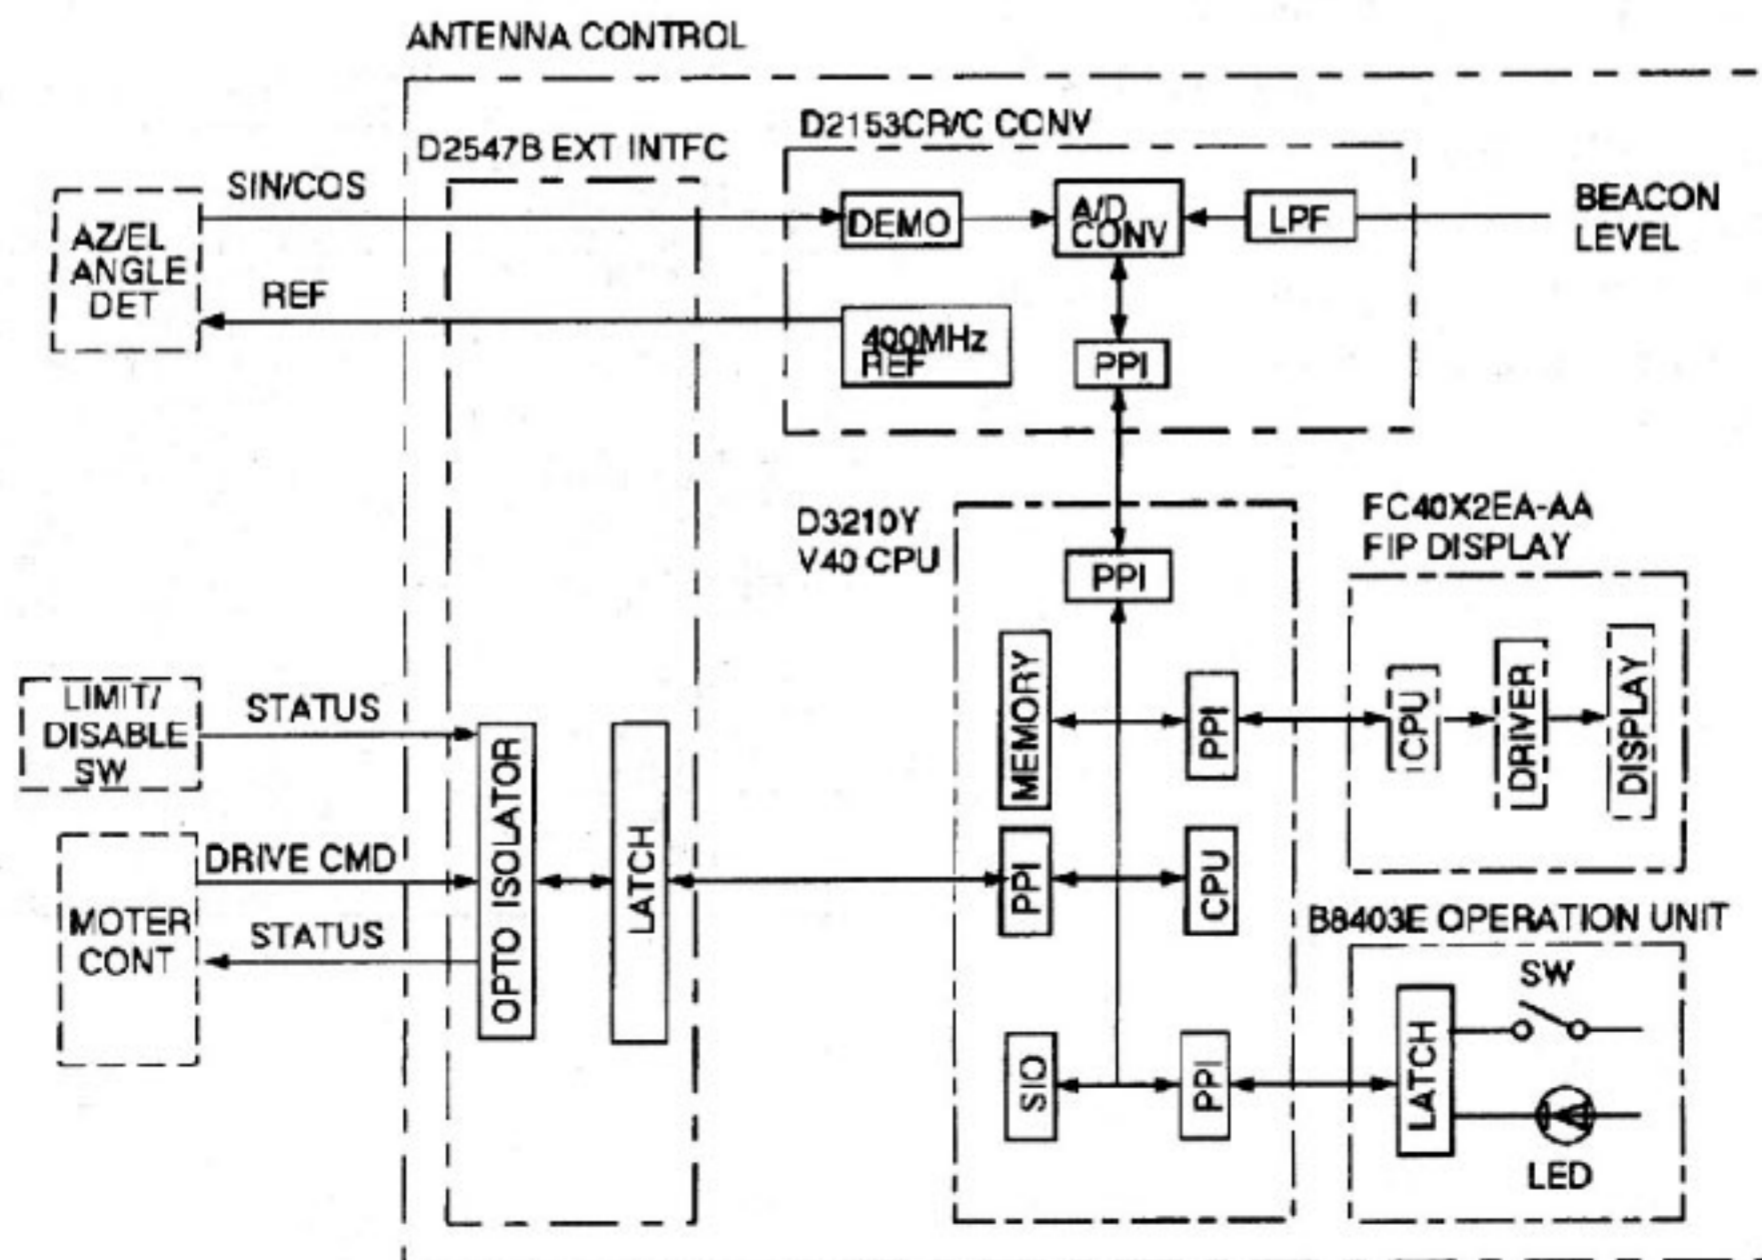 ANTENNA CONTROL
D2153CR/C CONV
D2547B EXT INTFC
SIN/COS
AZ/EL
ANGLE
DET
REF
DEMO
A/D
CONV
LPF
BEACON
LEVEL
400MHz
REF
PPI
D3210Y
V40 CPU
PPI
FC40X2EA-AA
FIP DISPLAY
MEMORY
PPI
CPU
DRIVER
DISPLAY
LIMIT/
DISABLE
SW
STATUS
OPTO ISOLATOR
LATCH
DRIVE CMD
MOTER
CONT
STATUS
PPI
CPU
SIO
PPI
B8403E OPERATION UNIT
LATCH
SW
LED